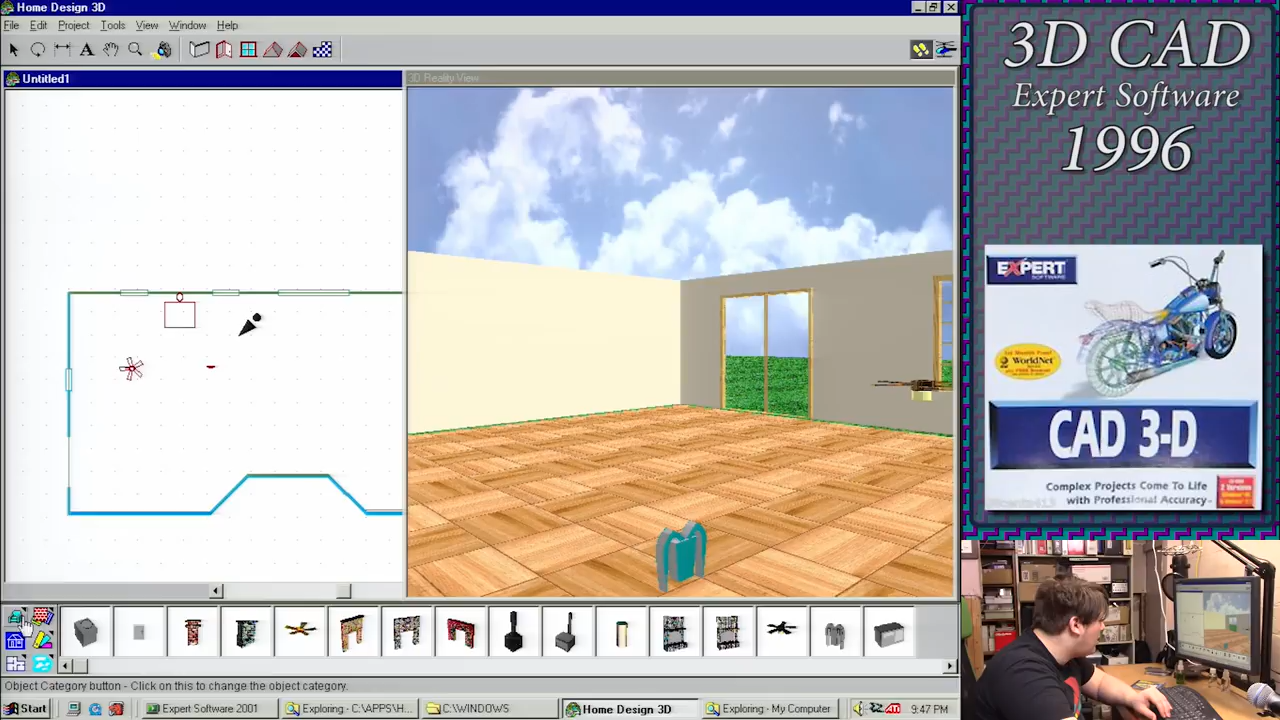 Home Design 3D
File Edit Project Tools View Window Help
A
Untitled1
3D Reality View
Object Category button - Click on this to change the object category.
Start
Expert Software 2001
Exploring - C:\APPS\H...
C:\WINDOWS
Home Design 3D
Exploring - My Computer
9:47 PM
3D CAD
Expert Software
1996
EXPERT
SOFTWARE
WorldNet
CAD 3-D
Complex Projects Come To Life
with Professional Accuracy